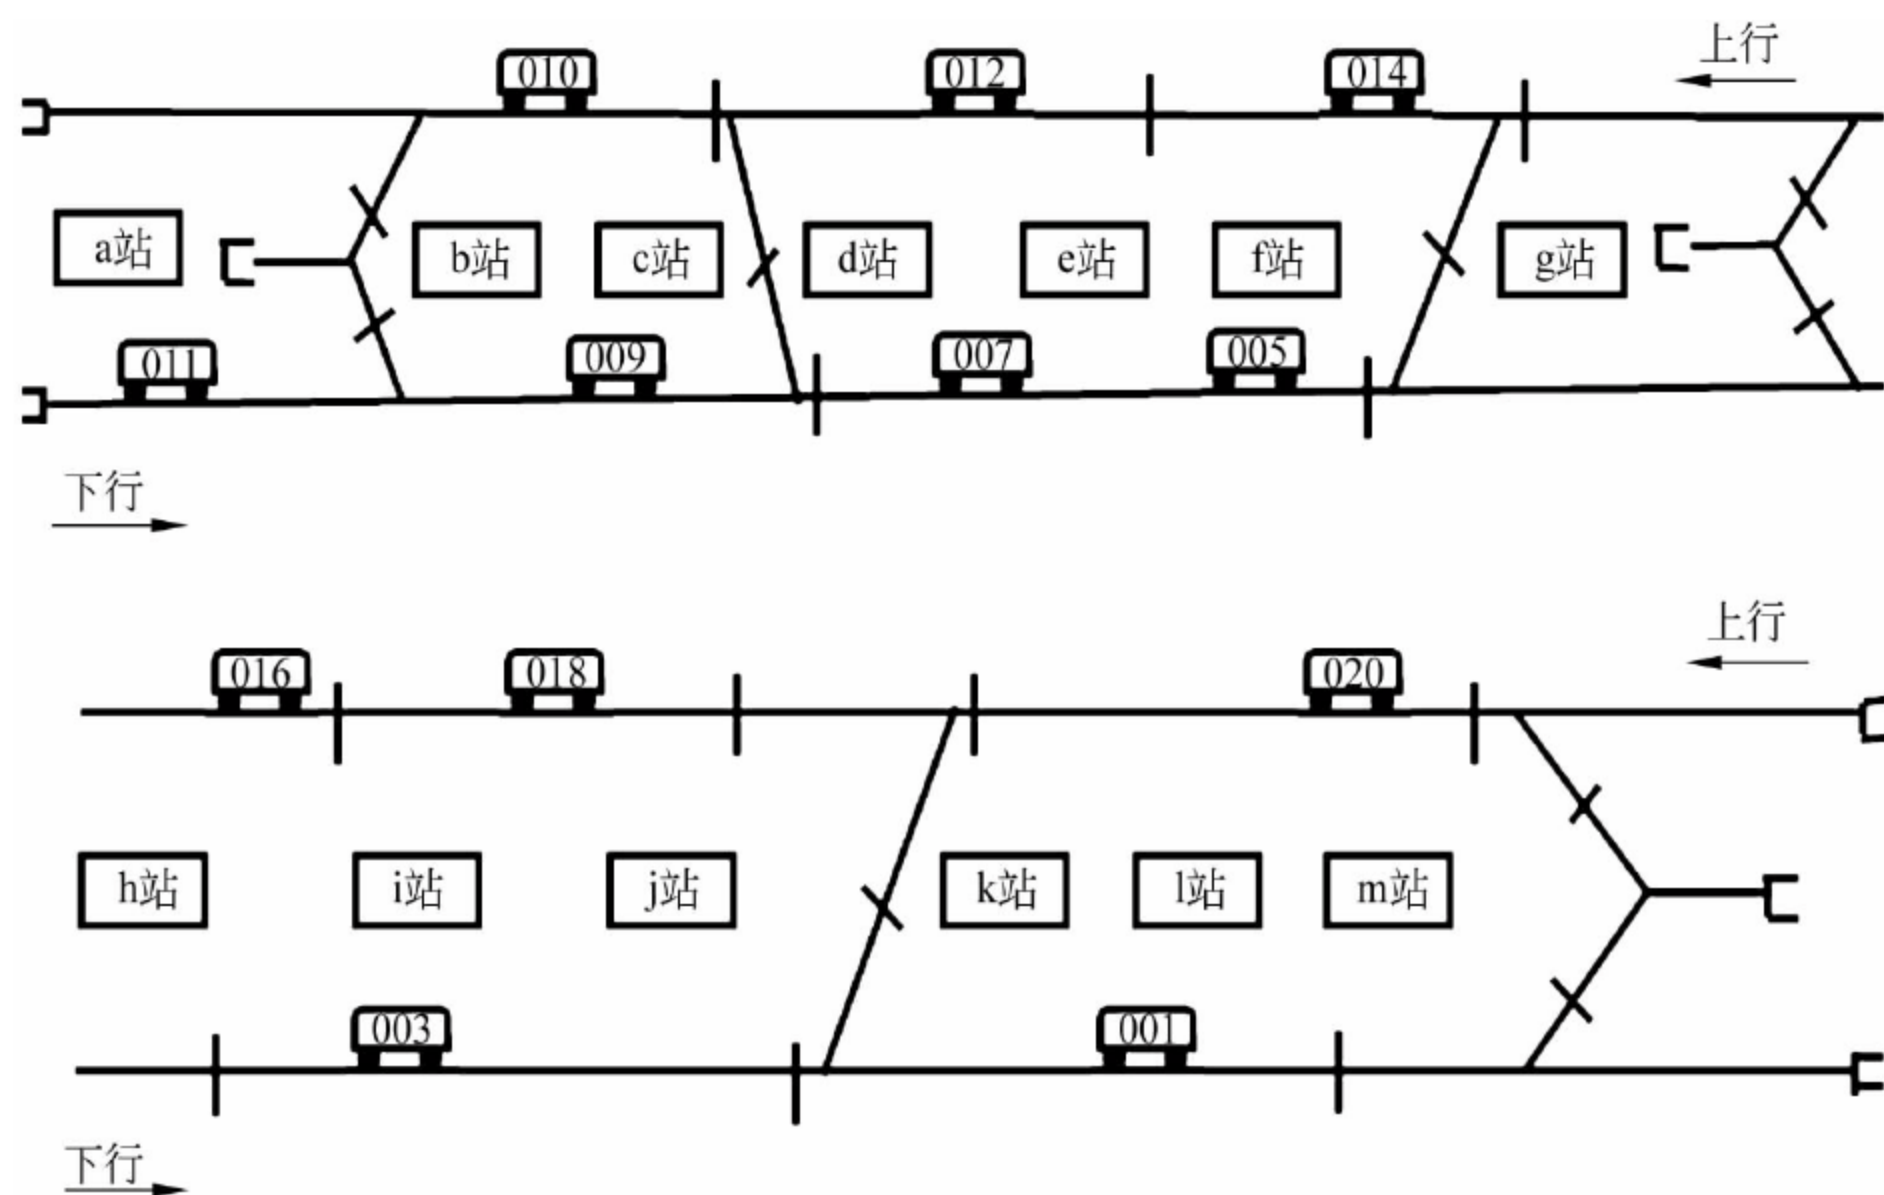 上行
010 012 014
a站 b站 c站 d站 e站 f站 g站
011 009 007 005
下行
上行
016 018 020
h站 i站 j站 k站 l站 m站
003 001
下行